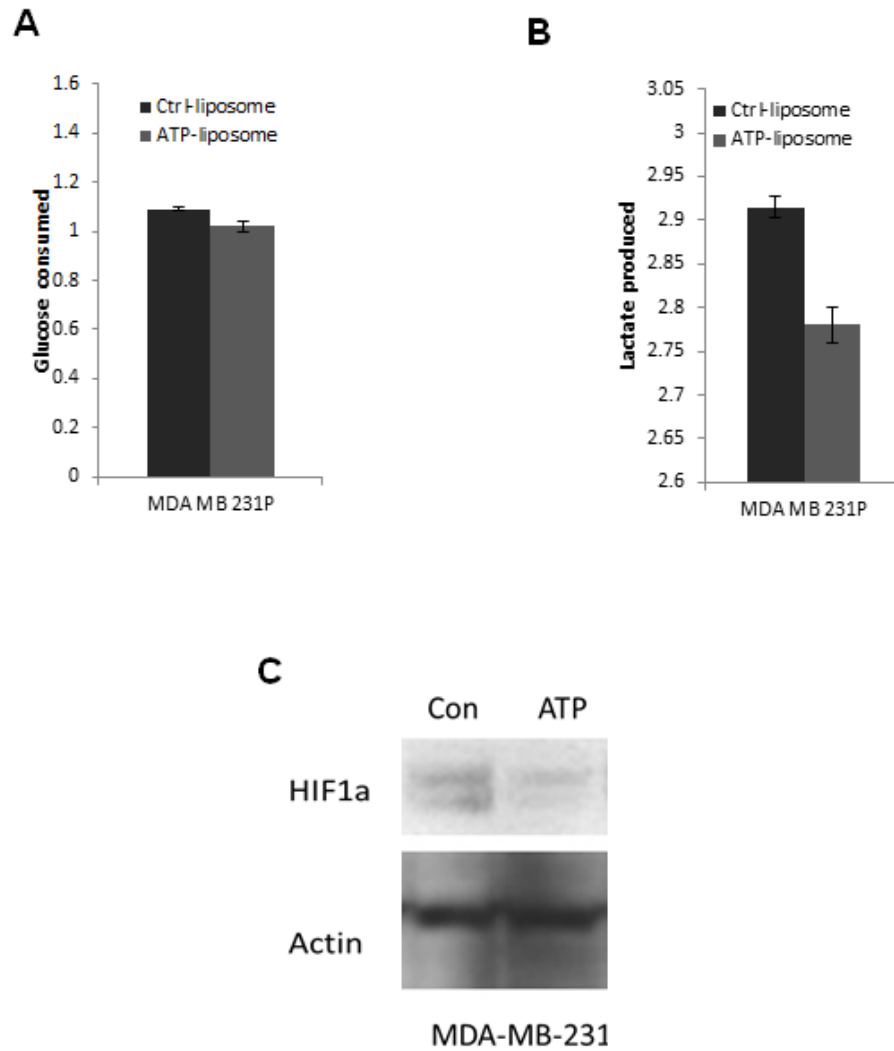 A
Glucose consumed
1.6
1.4
1.2
1
0.8
0.6
0.4
0.2
0
Ctrl-liposome
ATP-liposome
MDA MB 231P
B
Lactate produced
3.05
3
2.95
2.9
2.85
2.8
2.75
2.7
2.65
2.6
Ctrl-liposome
ATP-liposome
MDA MB 231P
C
Con ATP
HIF1a
Actin
MDA-MB-231